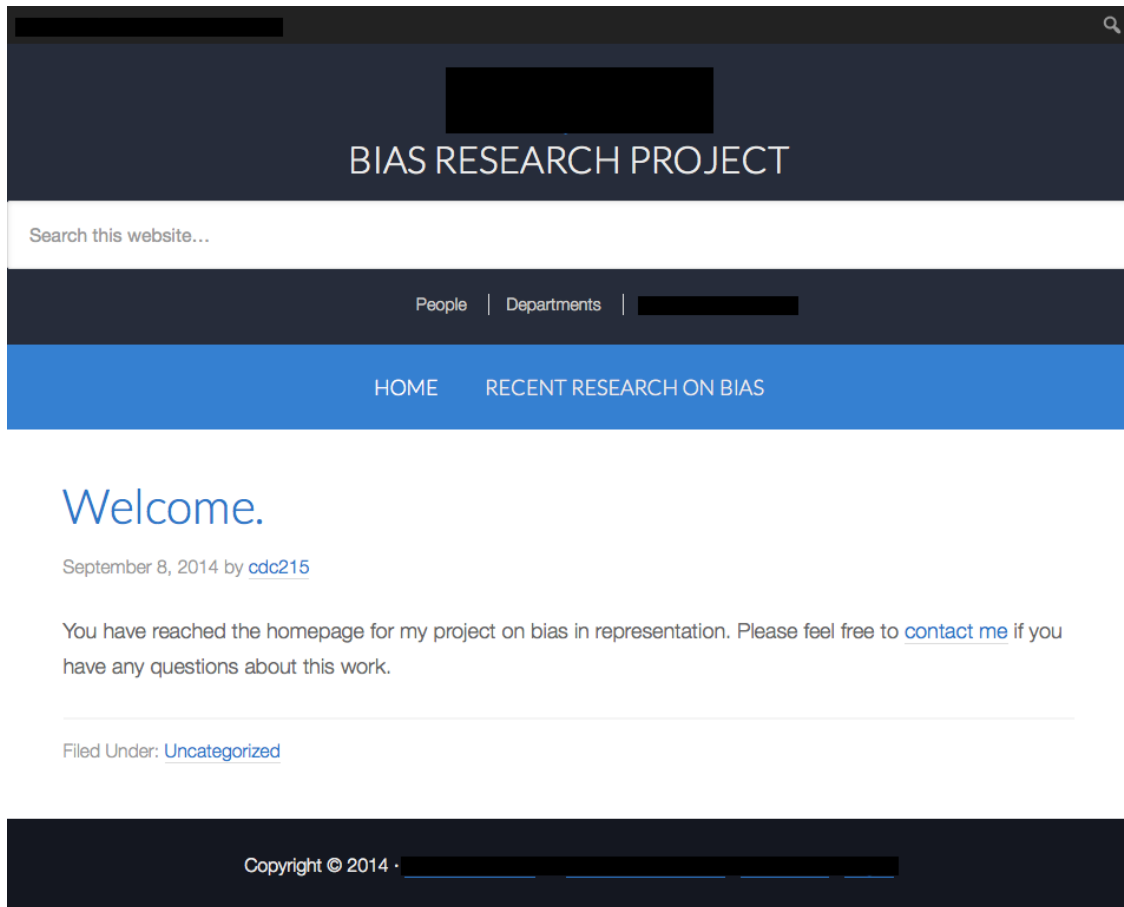 BIAS RESEARCH PROJECT
Search this website...
People | Departments |
HOME RECENT RESEARCH ON BIAS
Welcome.
September 8, 2014 by cdc215
You have reached the homepage for my project on bias in representation. Please feel free to contact me if you
have any questions about this work.
Filed Under: Uncategorized
Copyright © 2014 ·